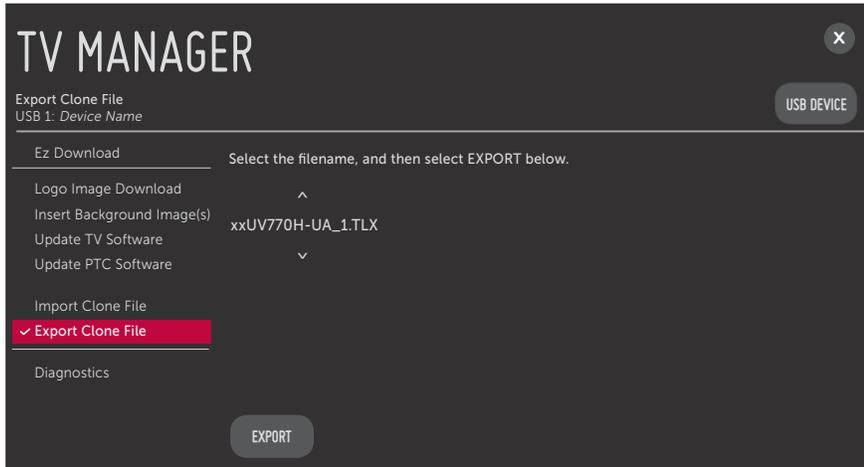 TV MANAGER
X
Export Clone File
USB 1: Device Name
USB DEVICE
Ez Download
Logo Image Download
Insert Background Image(s)
Update TV Software
Update PTC Software
Import Clone File
Export Clone File
Diagnostics
Select the filename, and then select EXPORT below.
xxUV770H-UA_1.TLX
EXPORT